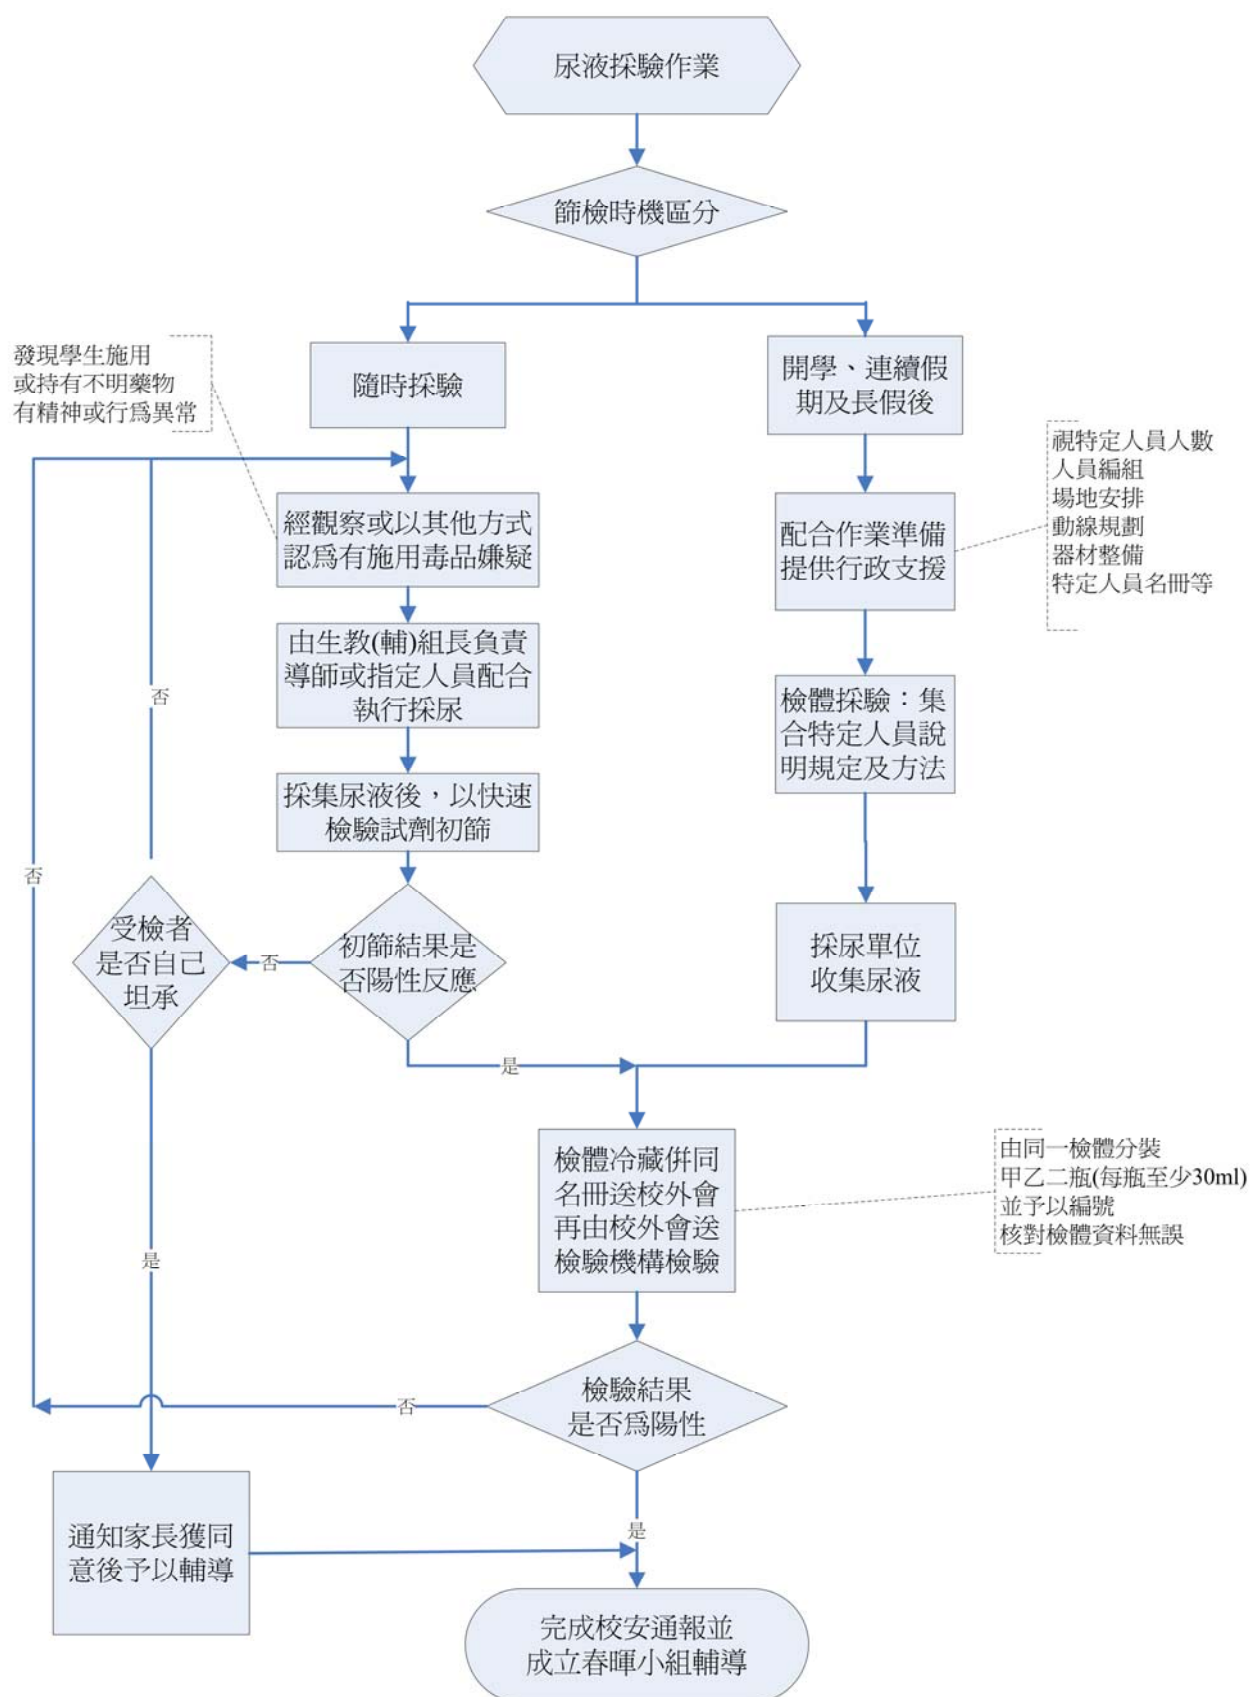 尿液採驗作業
篩檢時機區分
發現學生施用
或持有不明藥物
有精神或行為異常
隨時採驗
開學、連續假
期及長假後
視特定人員人數
人員編組
場地安排
動線規劃
器材整備
特定人員名冊等
經觀察或以其他方式
認為有施用毒品嫌疑
配合作業準備
提供行政支援
由生教(輔)組長負責
導師或指定人員配合
執行採尿
檢體採驗：集
合特定人員說
明規定及方法
否
採集尿液後，以快速
檢驗試劑初篩
否
受檢者
是否自己
坦承
否
初篩結果是
否陽性反應
採尿單位
收集尿液
是
檢體冷藏併同
名冊送校外會
再由校外會送
檢驗機構檢驗
由同一檢體分裝
甲乙二瓶(每瓶至少30ml)
並予以編號
核對檢體資料無誤
是
否
檢驗結果
是否為陽性
通知家長獲同
意後予以輔導
是
完成校安通報並
成立春暉小組輔導